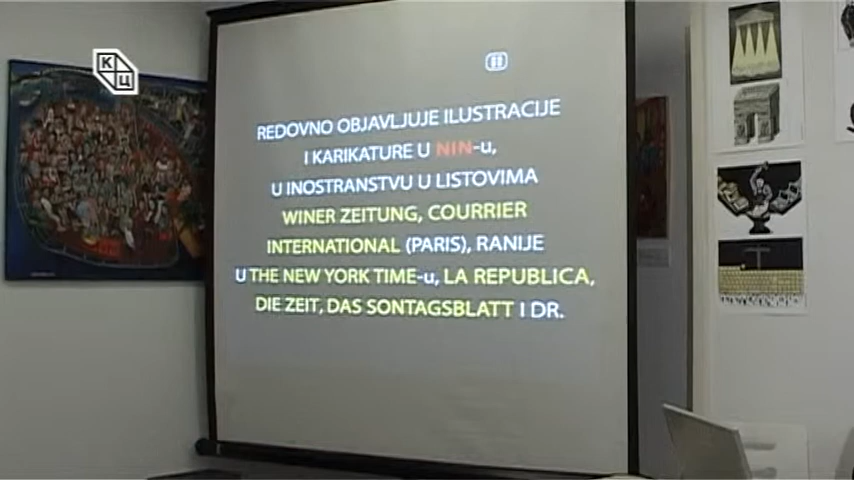 КЦ
REDOVNO OBJAVLJUJE ILUSTRACIJE
I KARIKATURE U NIN-u,
U INOSTRANSTVU U LISTOVIMA
WINER ZEITUNG, COURRIER
INTERNATIONAL (PARIS), RANIJE
U THE NEW YORK TIME-u, LA REPUBLICA,
DIE ZEIT, DAS SONTAGSBLATT I DR.